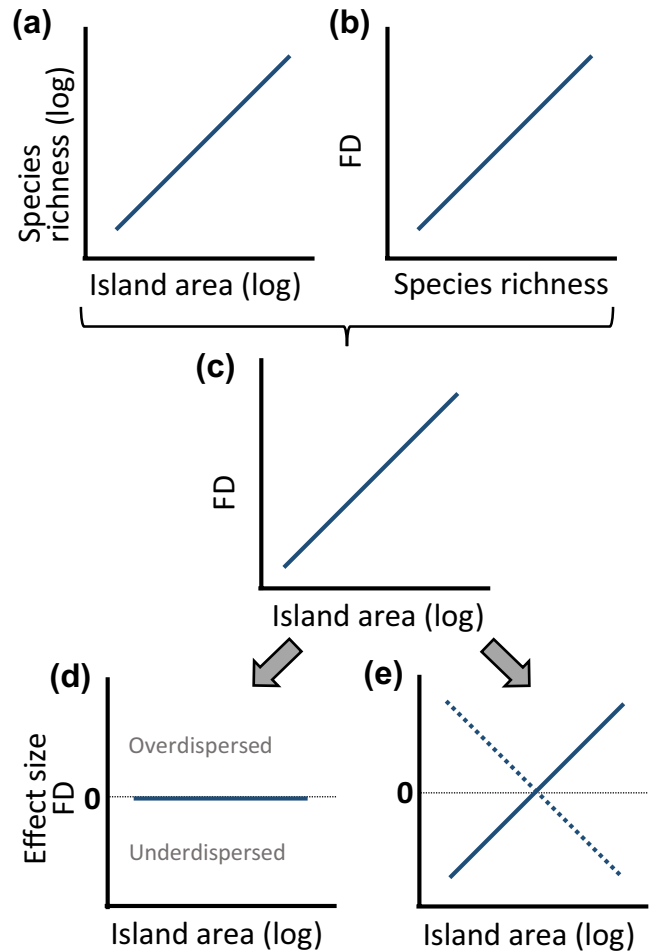 (a)
Species
richness (log)
Island area (log)
(b)
FD
Species richness
(c)
FD
Island area (log)
(d)
Effect size
FD
Overdispersed
0
Underdispersed
Island area (log)
(e)
0
Island area (log)